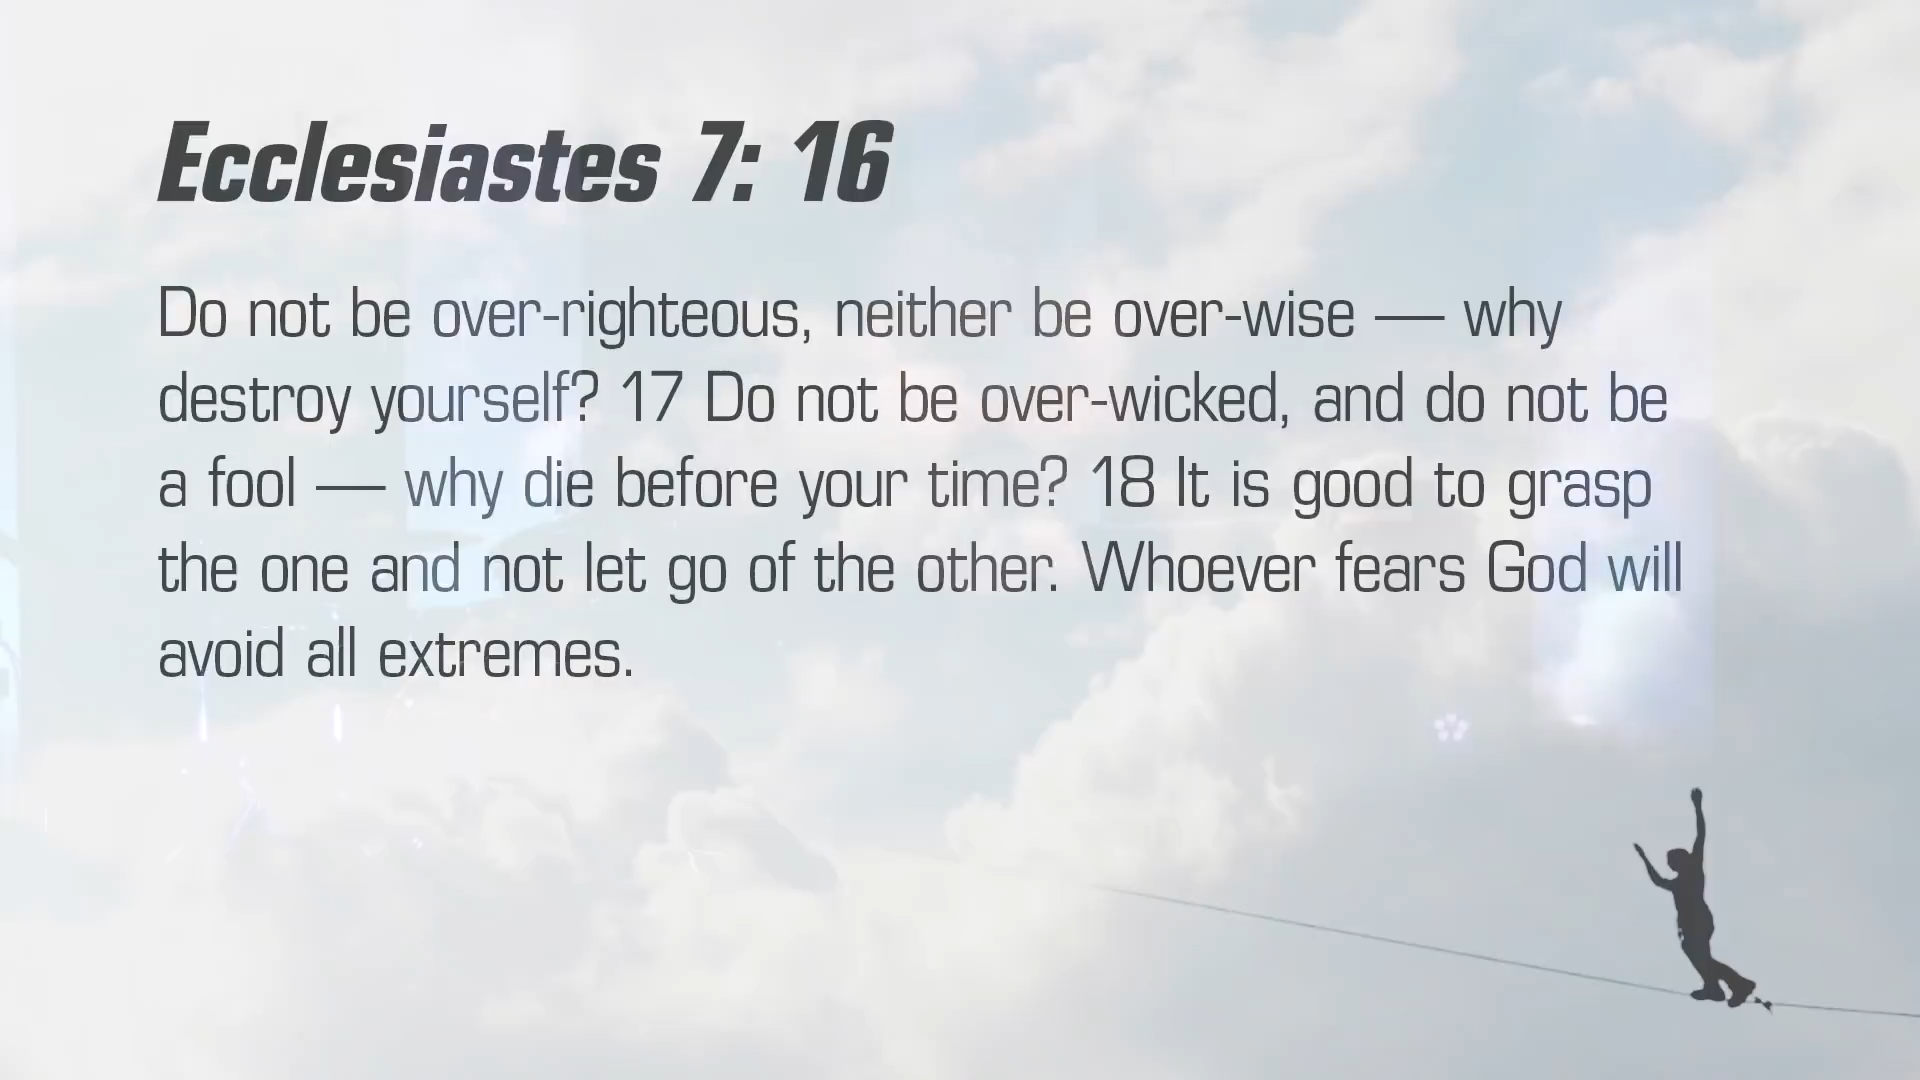 Ecclesiastes 7: 16
Do not be over-righteous, neither be over-wise — why
destroy yourself? 17 Do not be over-wicked, and do not be
a fool — why die before your time? 18 It is good to grasp
the one and not let go of the other. Whoever fears God will
avoid all extremes.